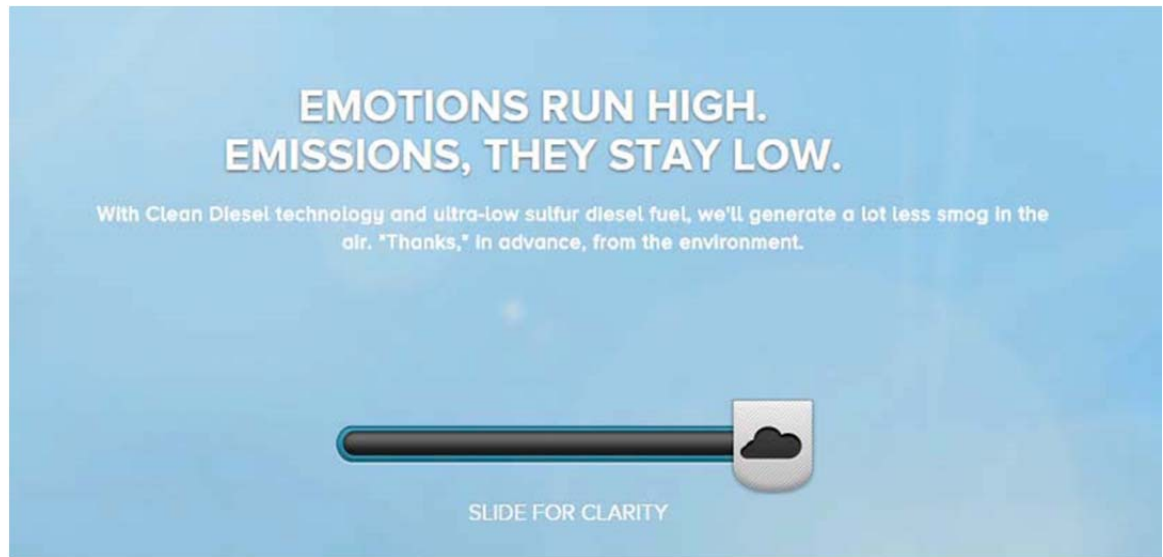 EMOTIONS RUN HIGH.
EMISSIONS, THEY STAY LOW.
With Clean Diesel technology and ultra-low sulfur diesel fuel, we'll generate a lot less smog in the
air. "Thanks," in advance, from the environment.
SLIDE FOR CLARITY